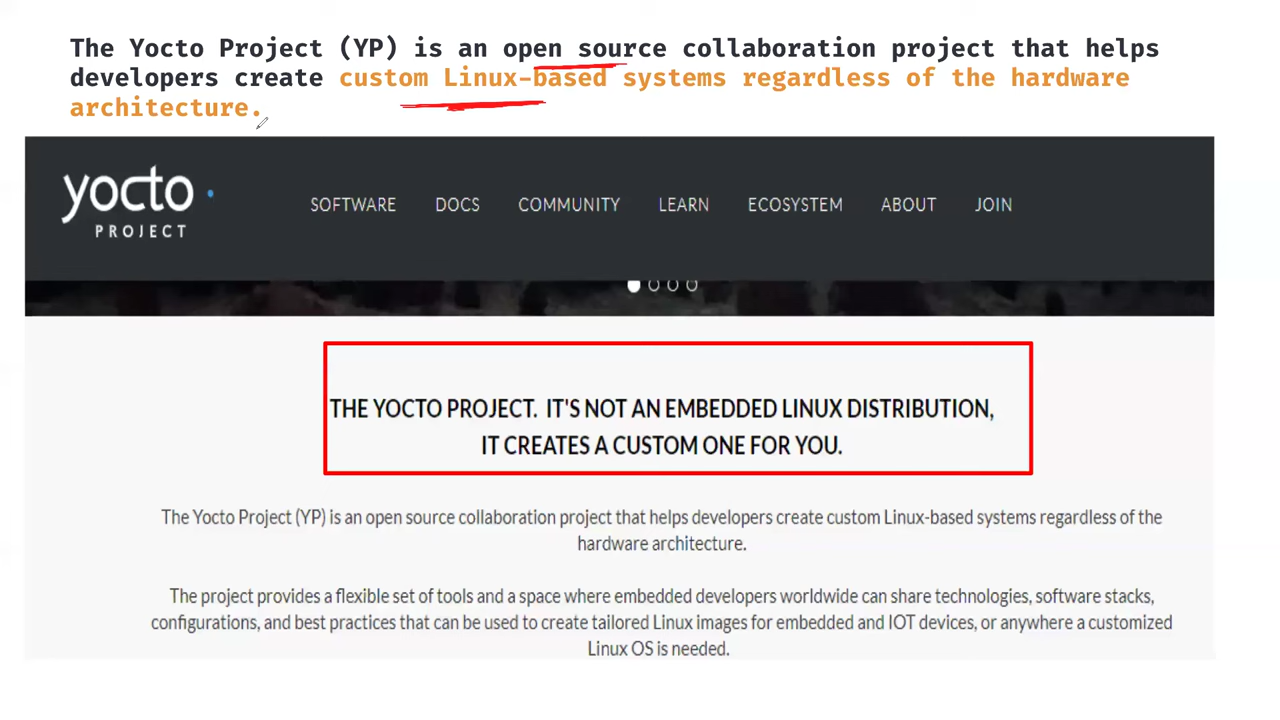 The Yocto Project (YP) is an open source collaboration project that helps
developers create custom Linux-based systems regardless of the hardware
architecture.
yocto
PROJECT
SOFTWARE DOCS COMMUNITY LEARN ECOSYSTEM ABOUT JOIN
THE YOCTO PROJECT. IT'S NOT AN EMBEDDED LINUX DISTRIBUTION,
IT CREATES A CUSTOM ONE FOR YOU.
The Yocto Project (YP) is an open source collaboration project that helps developers create custom Linux-based systems regardless of the
hardware architecture.
The project provides a flexible set of tools and a space where embedded developers worldwide can share technologies, software stacks,
configurations, and best practices that can be used to create tailored Linux images for embedded and IOT devices, or anywhere a customized
Linux OS is needed.